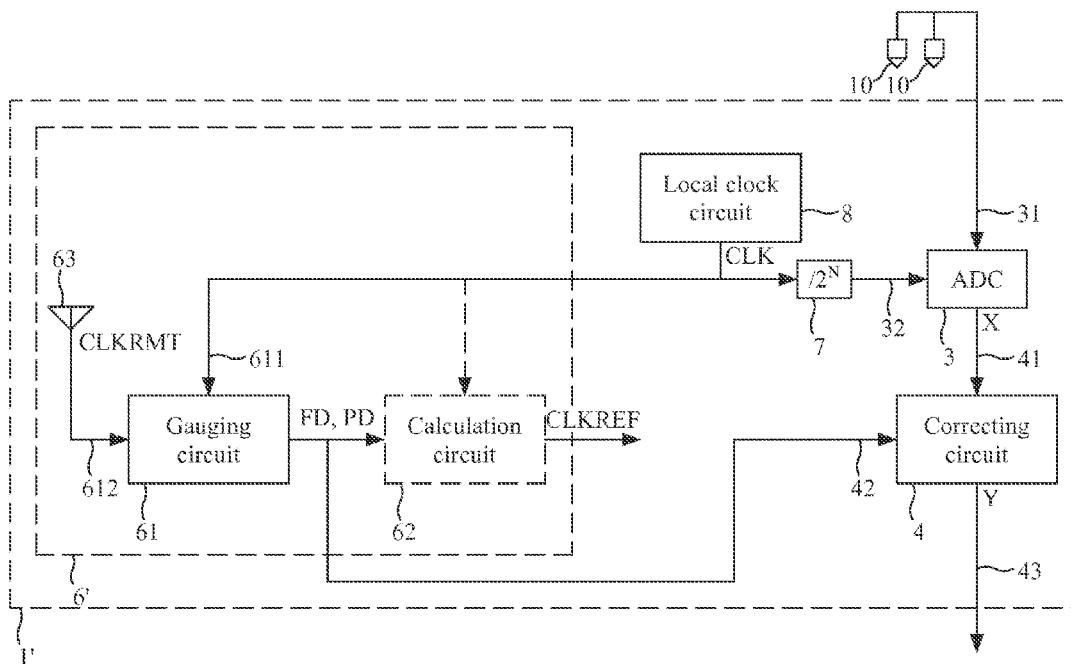 10 10
Local clock
circuit
8
31
CLK
63
/2^N
ADC
CLKRMT
611
7
32
3
X
41
Gauging
circuit
FD, PD
Calculation
circuit
CLKREF
Correcting
circuit
612
61
62
42
4
Y
6'
43
1'